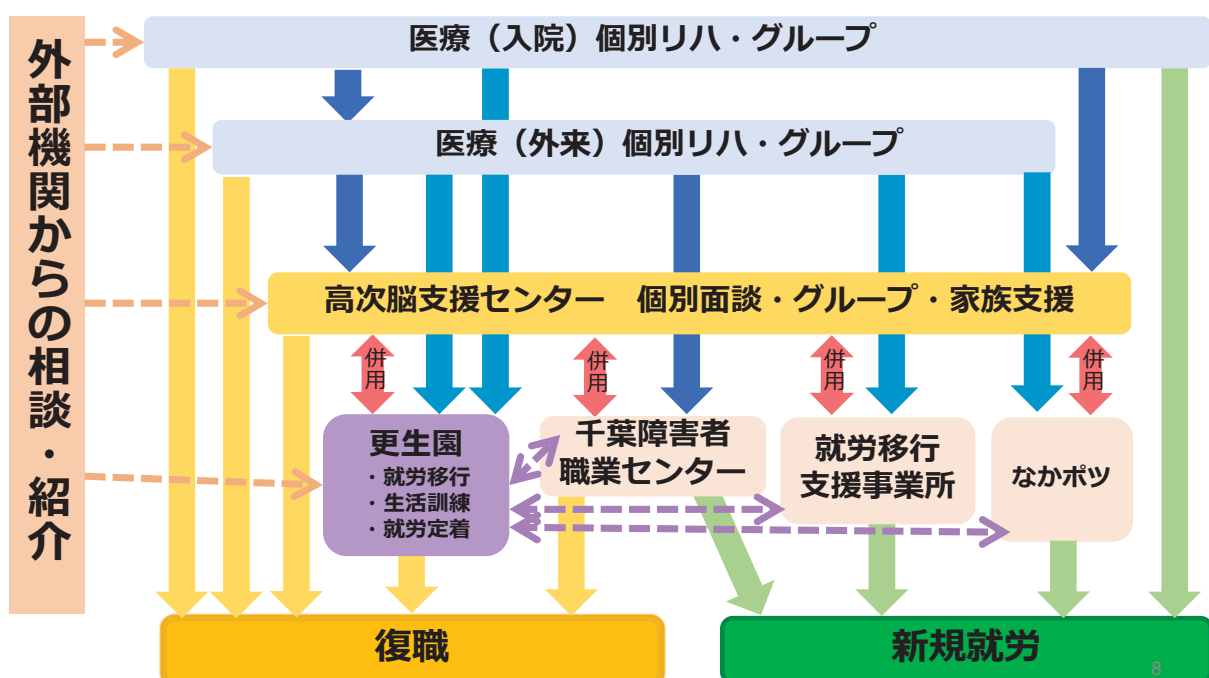 外部機関からの相談・紹介
医療（入院）個別リハ・グループ
医療（外来）個別リハ・グループ
高次脳支援センター　個別面談・グループ・家族支援
併用
併用
併用
併用
更生園
・就労移行
・生活訓練
・就労定着
千葉障害者
職業センター
就労移行
支援事業所
なかポツ
復職
新規就労
8